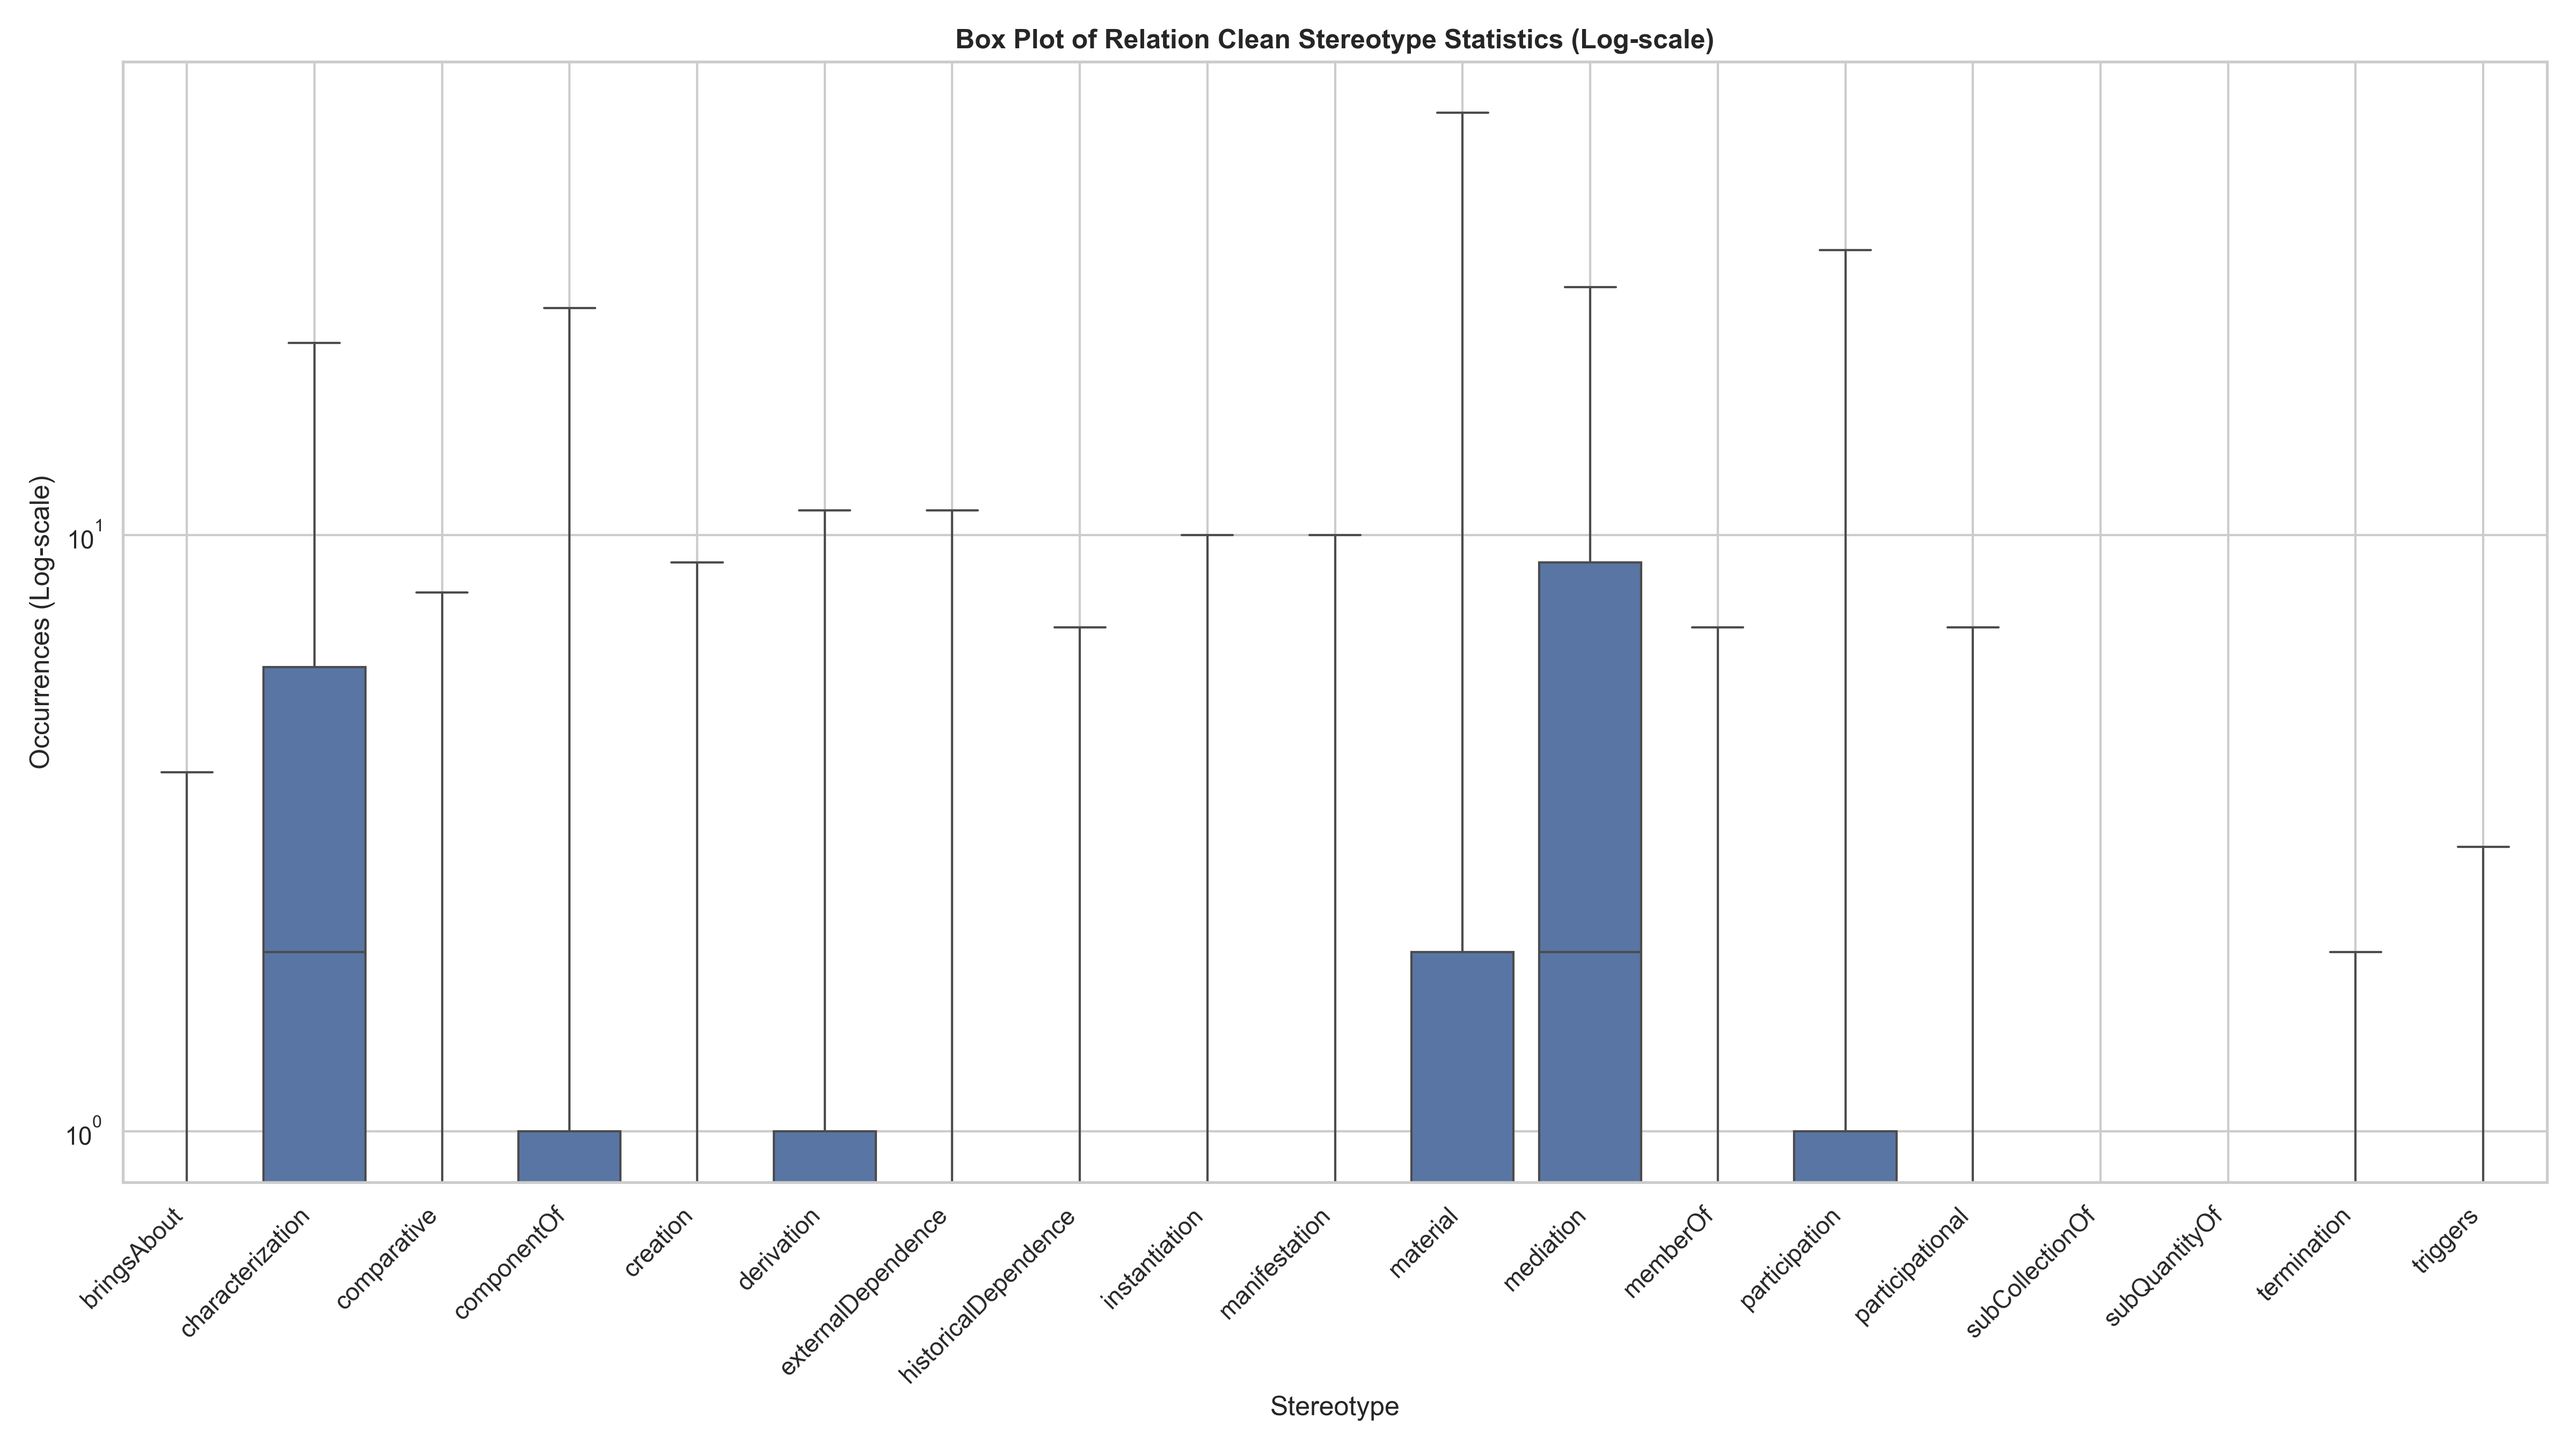 Box Plot of Relation Clean Stereotype Statistics (Log-scale)
Occurrences (Log-scale)
10^1
10^0
bringsAbout
characterization
comparative
componentOf
creation
derivation
externalDependence
historicalDependence
instantiation
manifestation
material
mediation
memberOf
participation
participational
subCollectionOf
subQuantityOf
termination
triggers
Stereotype